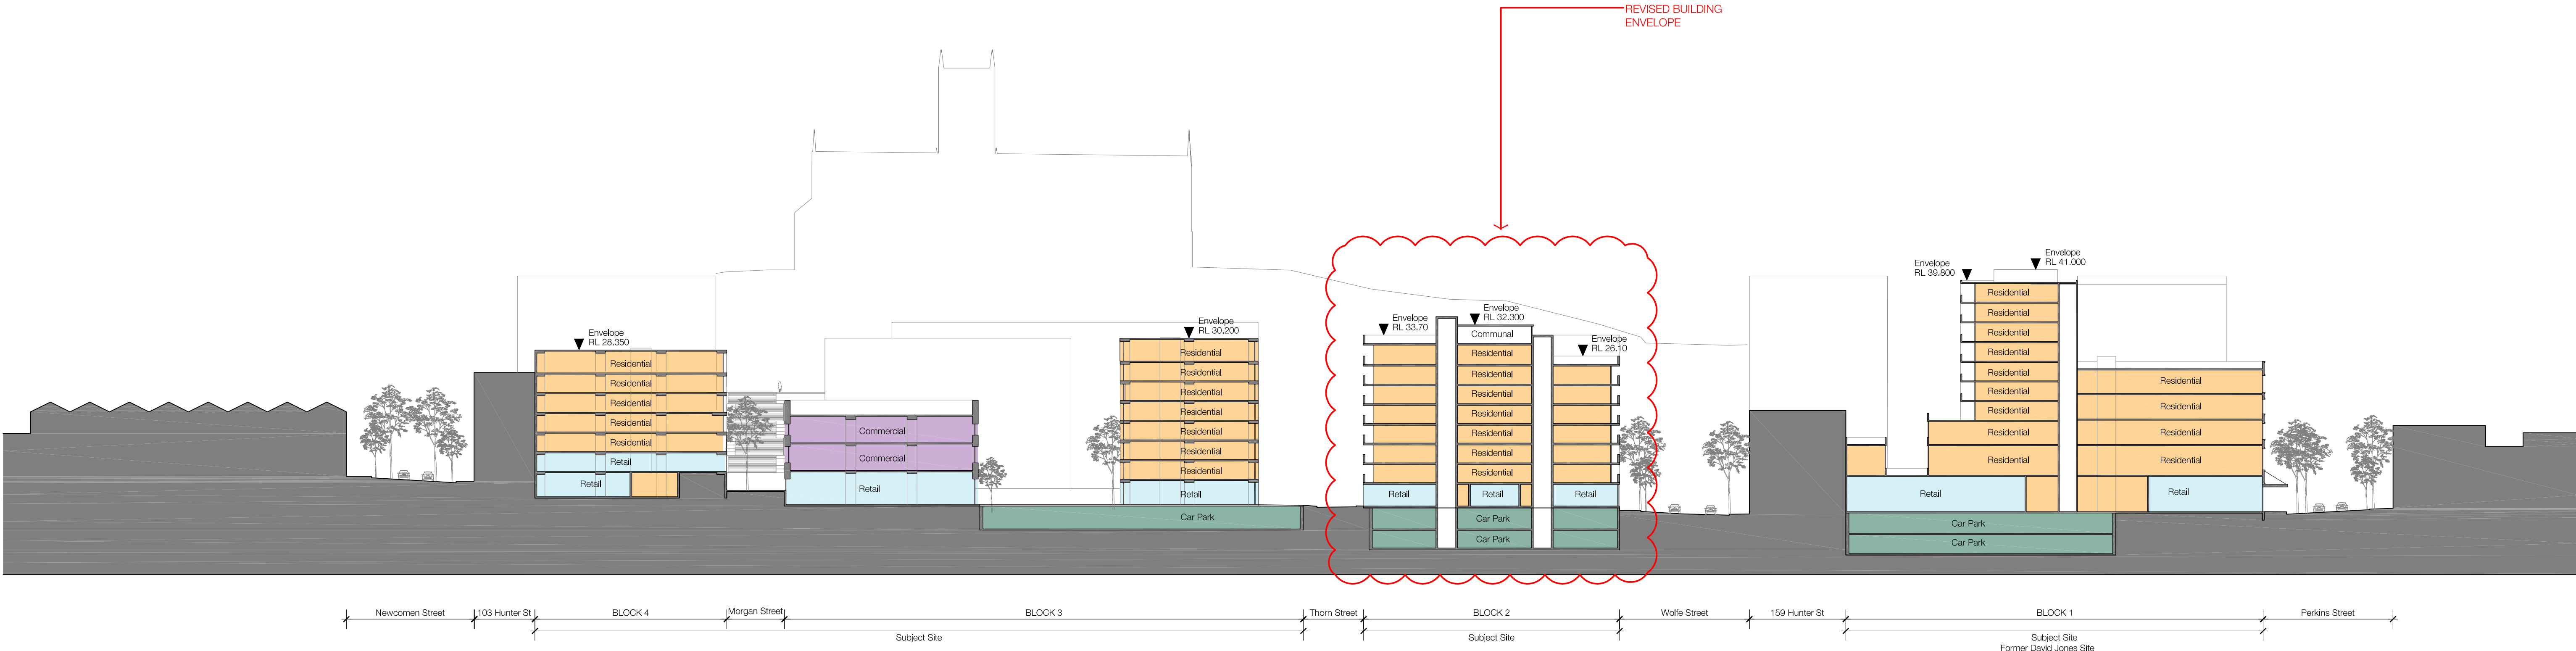 REVISED BUILDING
ENVELOPE
Envelope
RL 28.350
Residential
Residential
Residential
Residential
Residential
Retail
Retail
Commercial
Commercial
Retail
Envelope
RL 30.200
Residential
Residential
Residential
Residential
Residential
Residential
Residential
Retail
Car Park
Envelope
RL 33.70
Envelope
RL 32.300
Envelope
RL 26.10
Communal
Residential
Residential
Residential
Residential
Residential
Residential
Residential
Retail
Retail
Retail
Car Park
Car Park
Envelope
RL 39.800
Envelope
RL 41.000
Residential
Residential
Residential
Residential
Residential
Residential
Residential
Residential
Residential
Residential
Residential
Residential
Residential
Retail
Retail
Car Park
Car Park
Newcomen Street
103 Hunter St
BLOCK 4
Morgan Street
BLOCK 3
Thorn Street
BLOCK 2
Wolfe Street
159 Hunter St
BLOCK 1
Perkins Street
Subject Site
Subject Site
Subject Site
Former David Jones Site